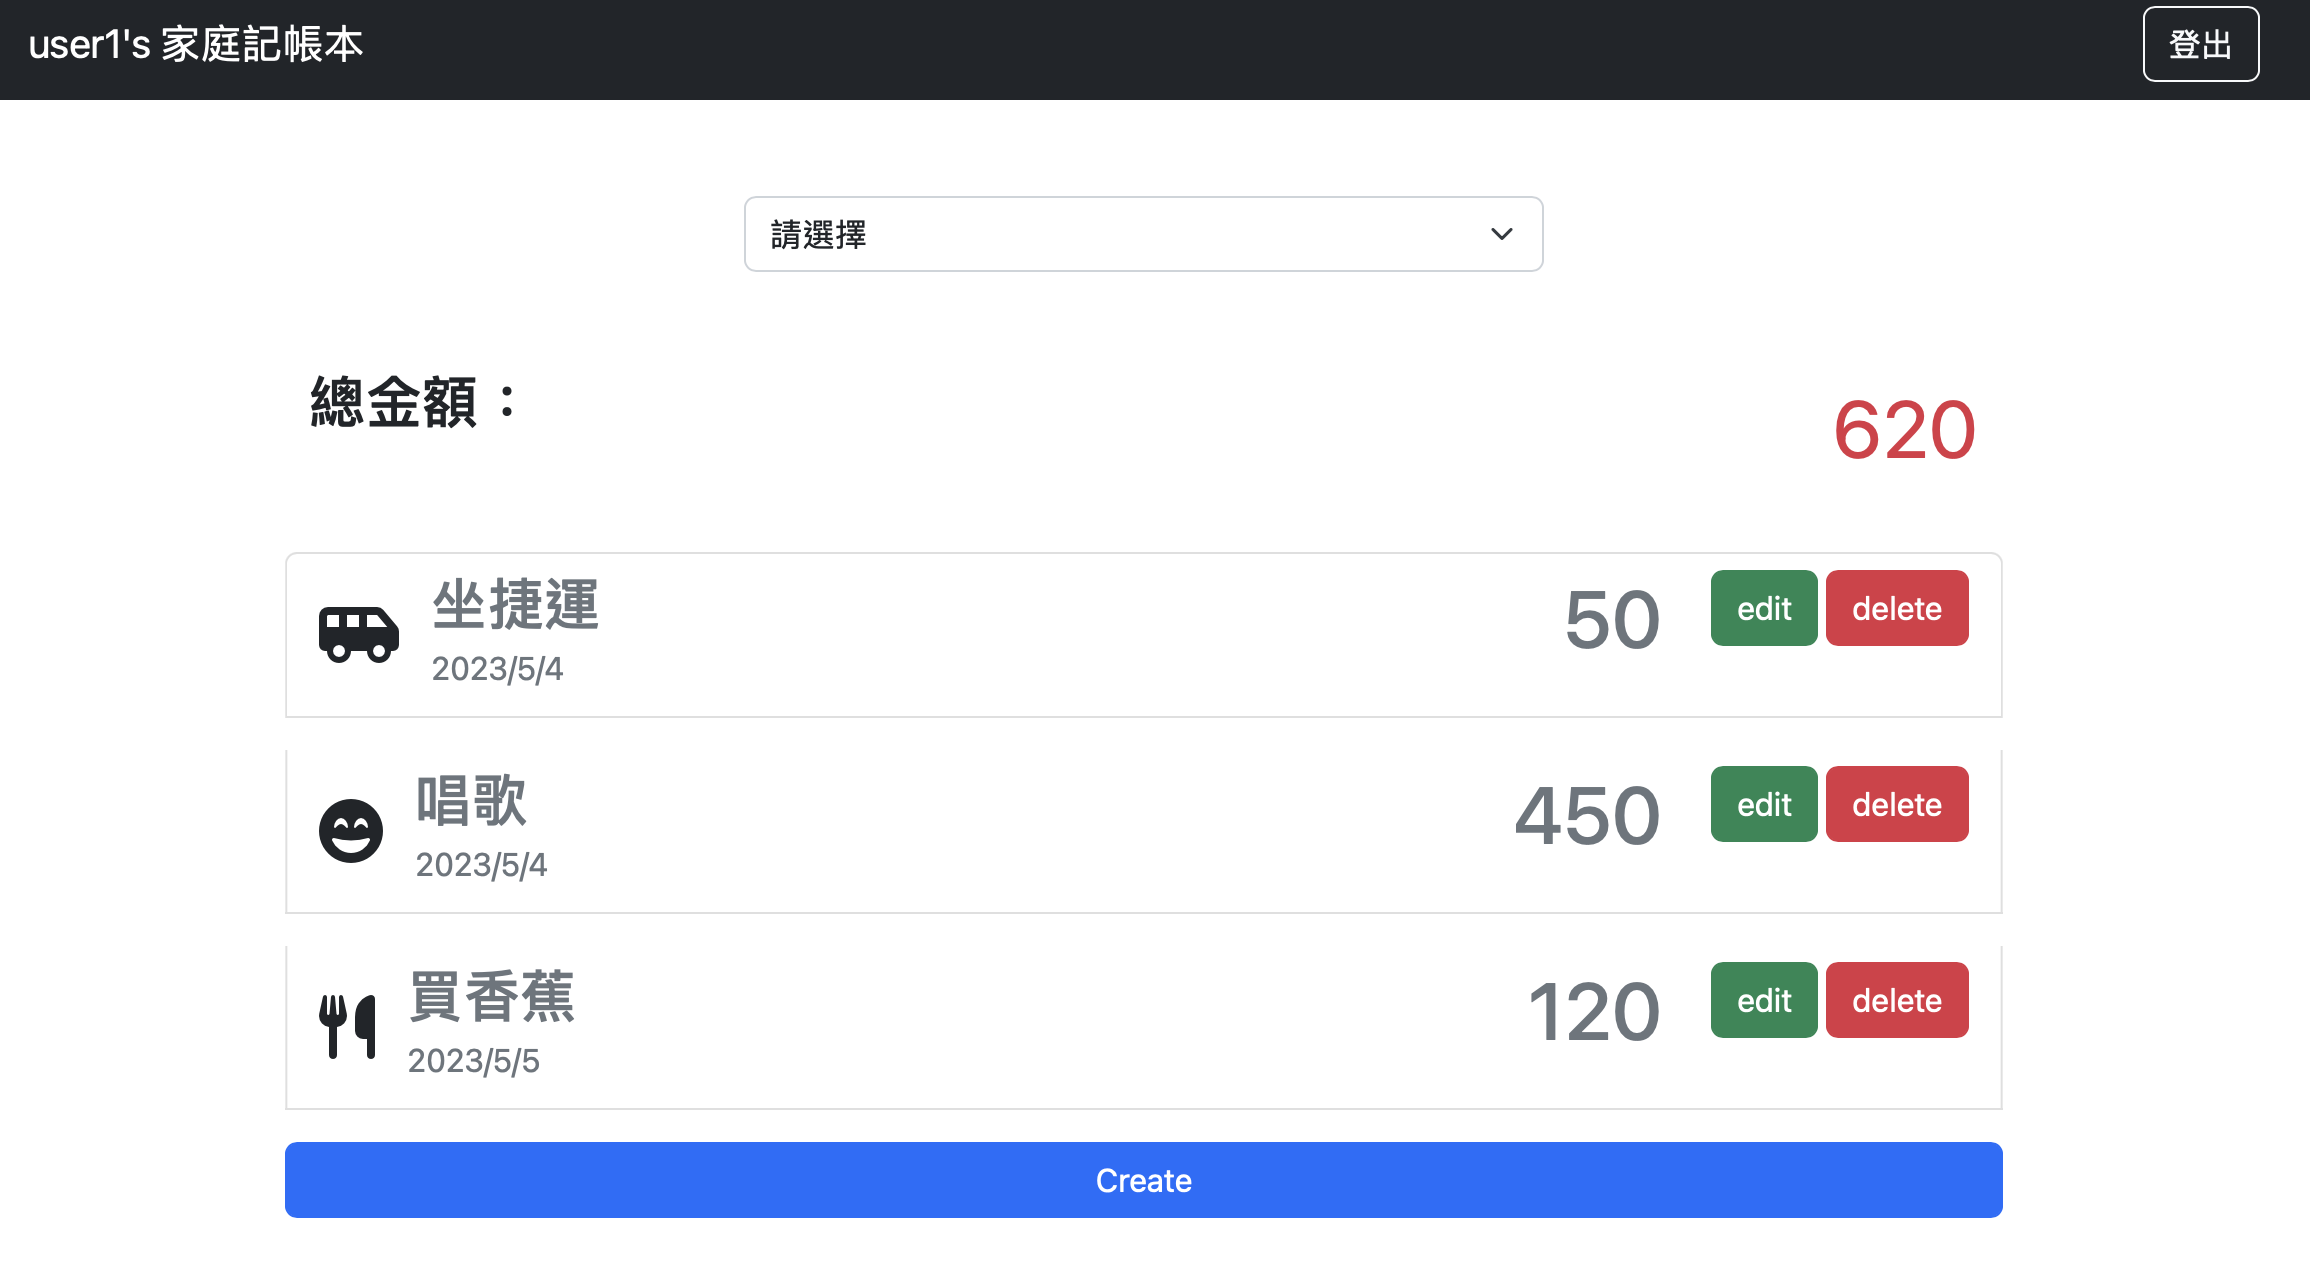 user1's 家庭記帳本
登出
請選擇
總金額：
620
坐捷運
2023/5/4
50
edit
delete
唱歌
2023/5/4
450
edit
delete
買香蕉
2023/5/5
120
edit
delete
Create